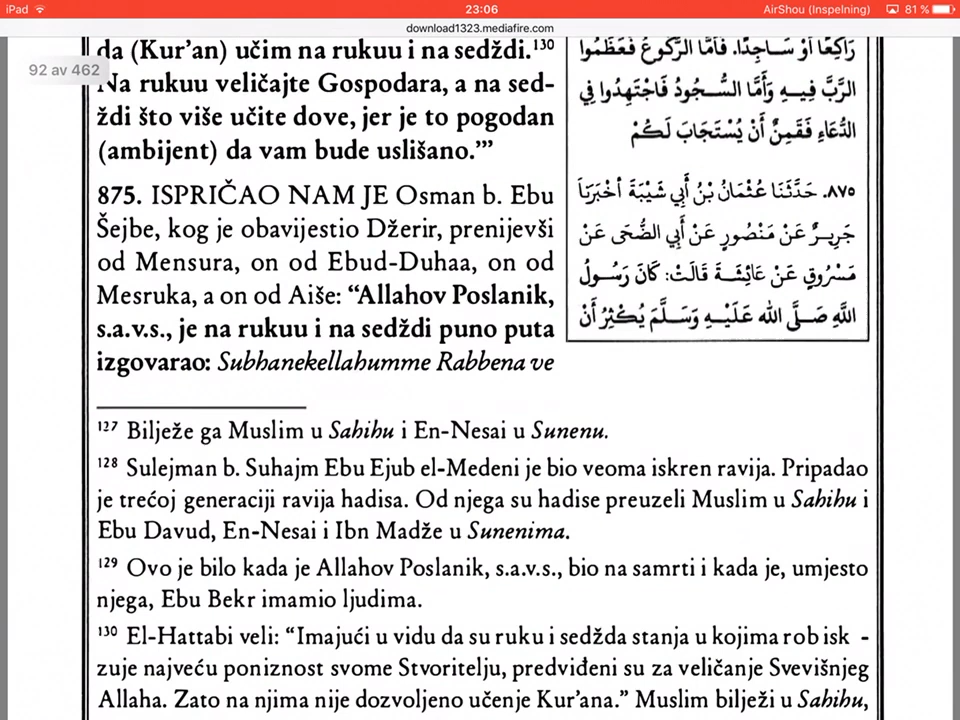 iPad 23:06 AirShou (Inspelning) 81 %
download1323.mediafire.com
92 av 462
da (Kur’an) učim na rukuu i na sedždi.¹³⁰
Na rukuu veličajte Gospodara, a na sed-
ždi što više učite dove, jer je to pogodan
(ambijent) da vam bude uslišano.’”
875. ISPRIČAO NAM JE Osman b. Ebu
Šejbe, kog je obavijestio Džerir, prenijevši
od Mensura, on od Ebud-Duhaa, on od
Mesruka, a on od Aiše: “Allahov Poslanik,
s.a.v.s., je na rukuu i na sedždi puno puta
izgovarao: Subhanekellahumme Rabbena ve
رَاكِعًا أَوْ سَاجِدًا. فَأَمَّا الرُّكُوعُ فَعَظِّمُوا
الرَّبَّ فِيهِ وَأَمَّا السُّجُودُ فَاجْتَهِدُوا فِي
الدُّعَاءِ فَقَمِنٌ أَنْ يُسْتَجَابَ لَكُمْ
٨٧٥. حَدَّثَنَا عُثْمَانُ بْنُ أَبِي شَيْبَةَ أَخْبَرَنَا
جَرِيرٌ عَنْ مَنْصُورٍ عَنْ أَبِي الضُّحَى عَنْ
مَسْرُوقٍ عَنْ عَائِشَةَ قَالَتْ: كَانَ رَسُولُ
اللَّهِ صَلَّى اللهُ عَلَيْهِ وَسَلَّمَ يُكْثِرُ أَنْ
¹²⁷ Bilježe ga Muslim u Sahihu i En-Nesai u Sunenu.
¹²⁸ Sulejman b. Suhajm Ebu Ejub el-Medeni je bio veoma iskren ravija. Pripadao
je trećoj generaciji ravija hadisa. Od njega su hadise preuzeli Muslim u Sahihu i
Ebu Davud, En-Nesai i Ibn Madže u Sunenima.
¹²⁹ Ovo je bilo kada je Allahov Poslanik, s.a.v.s., bio na samrti i kada je, umjesto
njega, Ebu Bekr imamio ljudima.
¹³⁰ El-Hattabi veli: “Imajući u vidu da su ruku i sedžda stanja u kojima rob isk -
zuje najveću poniznost svome Stvoritelju, predviđeni su za veličanje Svevišnjeg
Allaha. Zato na njima nije dozvoljeno učenje Kur’ana.” Muslim bilježi u Sahihu,